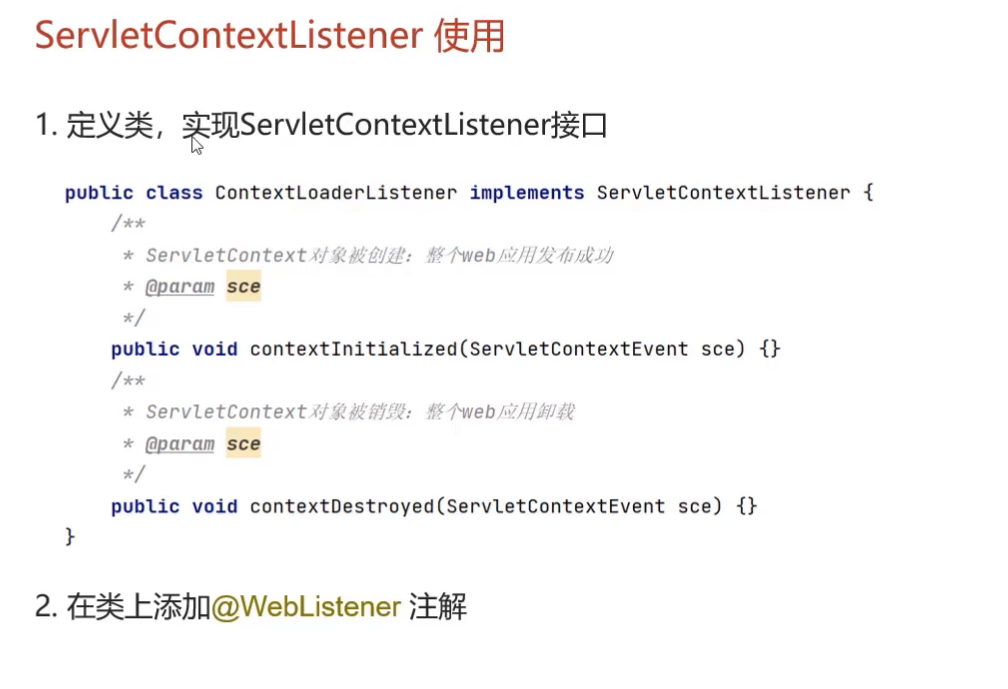 ServletContextListener 使用
1. 定义类，实现ServletContextListener接口
public class ContextLoaderListener implements ServletContextListener {
/**
* ServletContext对象被创建：整个web应用发布成功
* @param sce
*/
public void contextInitialized(ServletContextEvent sce) {}
/**
* ServletContext对象被销毁：整个web应用卸载
* @param sce
*/
public void contextDestroyed(ServletContextEvent sce) {}
}
2. 在类上添加@WebListener 注解